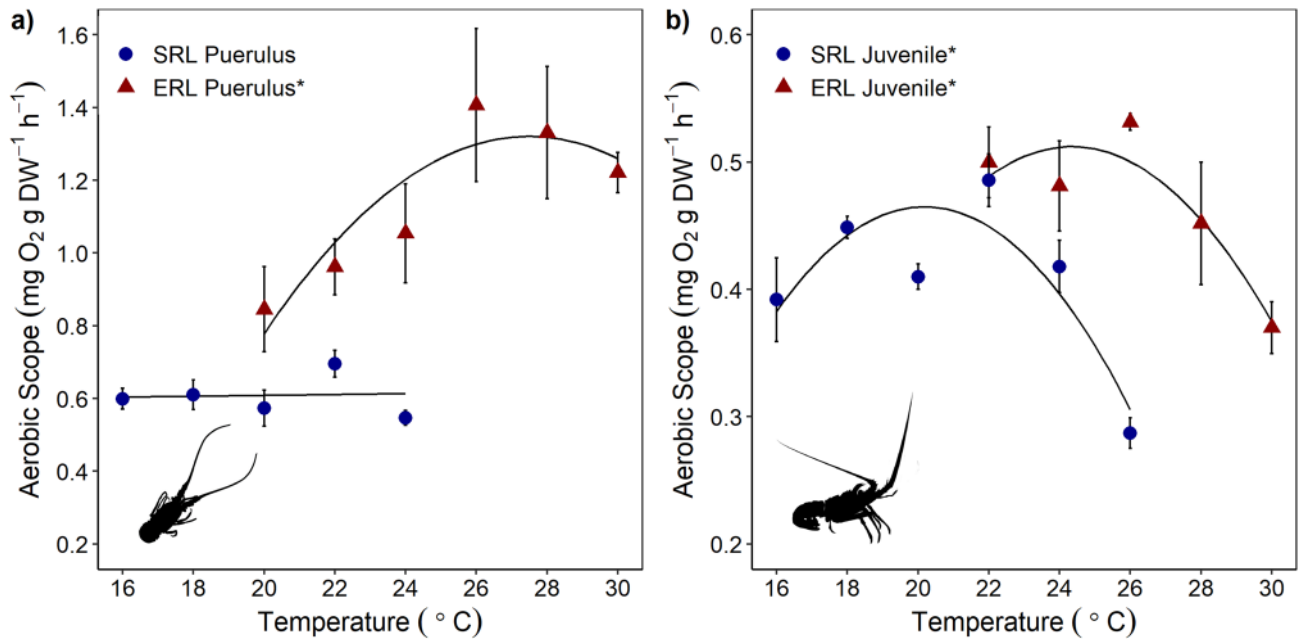 a)
SRL Puerulus
ERL Puerulus*
1.6
1.4
1.2
1.0
0.8
0.6
0.4
0.2
Aerobic Scope (mg O₂ g DW⁻¹ h⁻¹)
16 18 20 22 24 26 28 30
Temperature ( ° C)
b)
SRL Juvenile*
ERL Juvenile*
0.6
0.5
0.4
0.3
0.2
Aerobic Scope (mg O₂ g DW⁻¹ h⁻¹)
16 18 20 22 24 26 28 30
Temperature ( ° C)